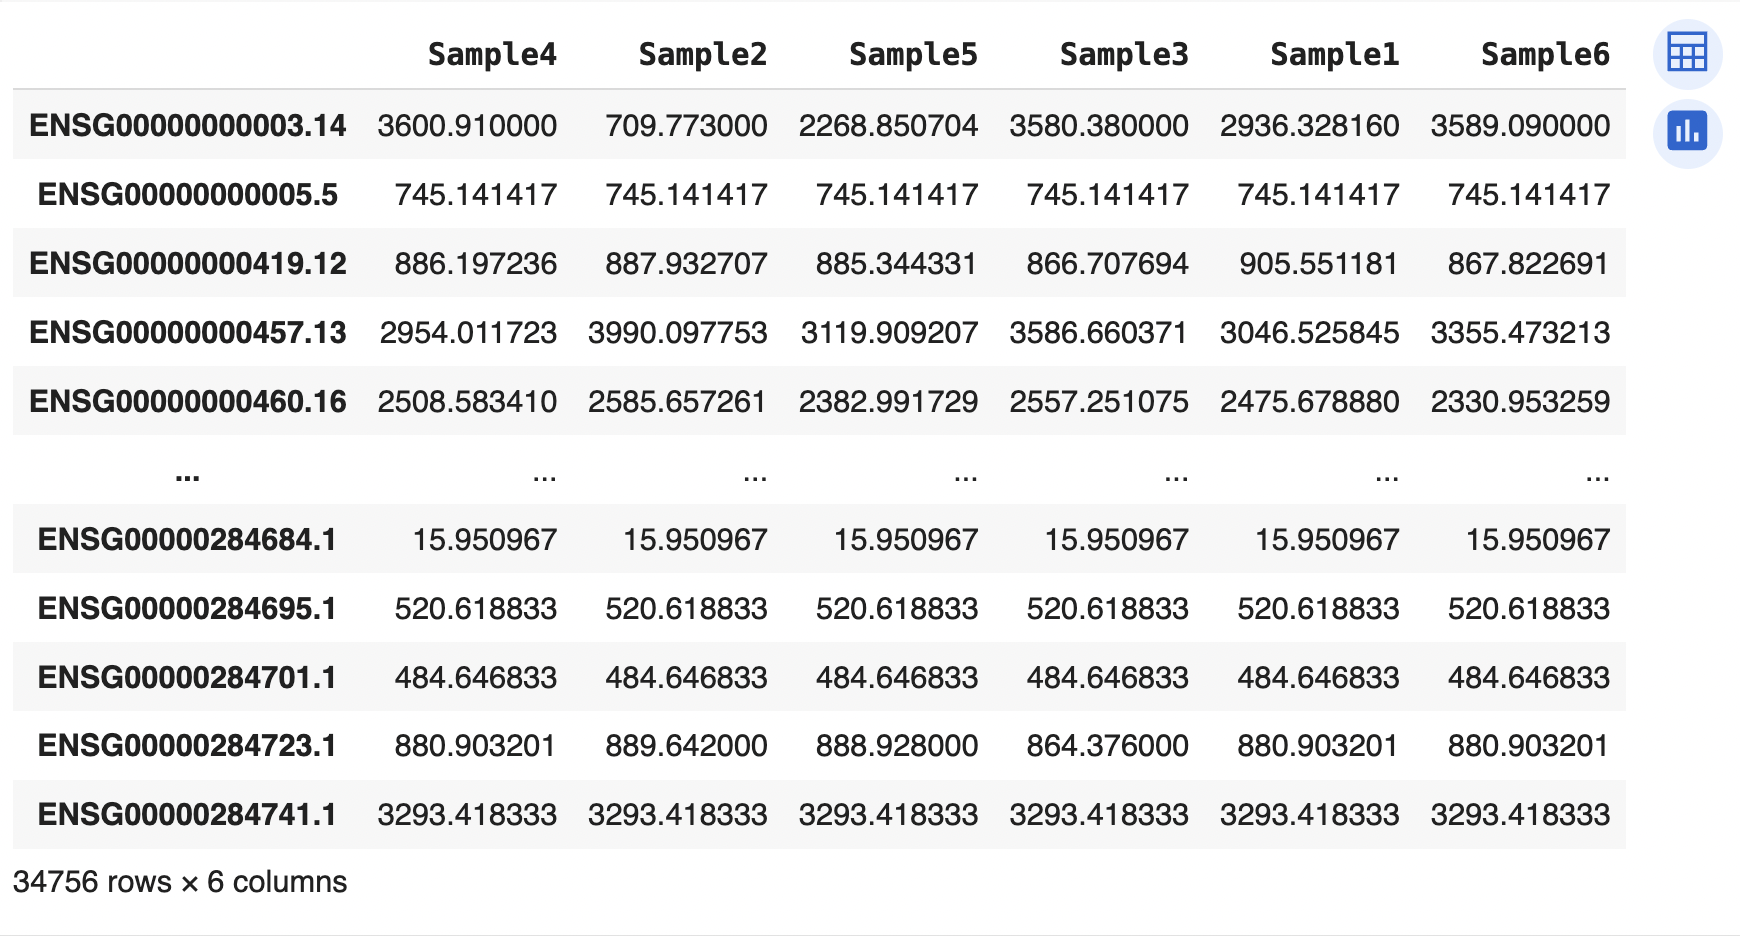 Sample4 Sample2 Sample5 Sample3 Sample1 Sample6
ENSG00000000003.14 3600.910000 709.773000 2268.850704 3580.380000 2936.328160 3589.090000
ENSG00000000005.5 745.141417 745.141417 745.141417 745.141417 745.141417 745.141417
ENSG00000000419.12 886.197236 887.932707 885.344331 866.707694 905.551181 867.822691
ENSG00000000457.13 2954.011723 3990.097753 3119.909207 3586.660371 3046.525845 3355.473213
ENSG00000000460.16 2508.583410 2585.657261 2382.991729 2557.251075 2475.678880 2330.953259
... ... ... ... ... ... ...
ENSG00000284684.1 15.950967 15.950967 15.950967 15.950967 15.950967 15.950967
ENSG00000284695.1 520.618833 520.618833 520.618833 520.618833 520.618833 520.618833
ENSG00000284701.1 484.646833 484.646833 484.646833 484.646833 484.646833 484.646833
ENSG00000284723.1 880.903201 889.642000 888.928000 864.376000 880.903201 880.903201
ENSG00000284741.1 3293.418333 3293.418333 3293.418333 3293.418333 3293.418333 3293.418333
34756 rows × 6 columns